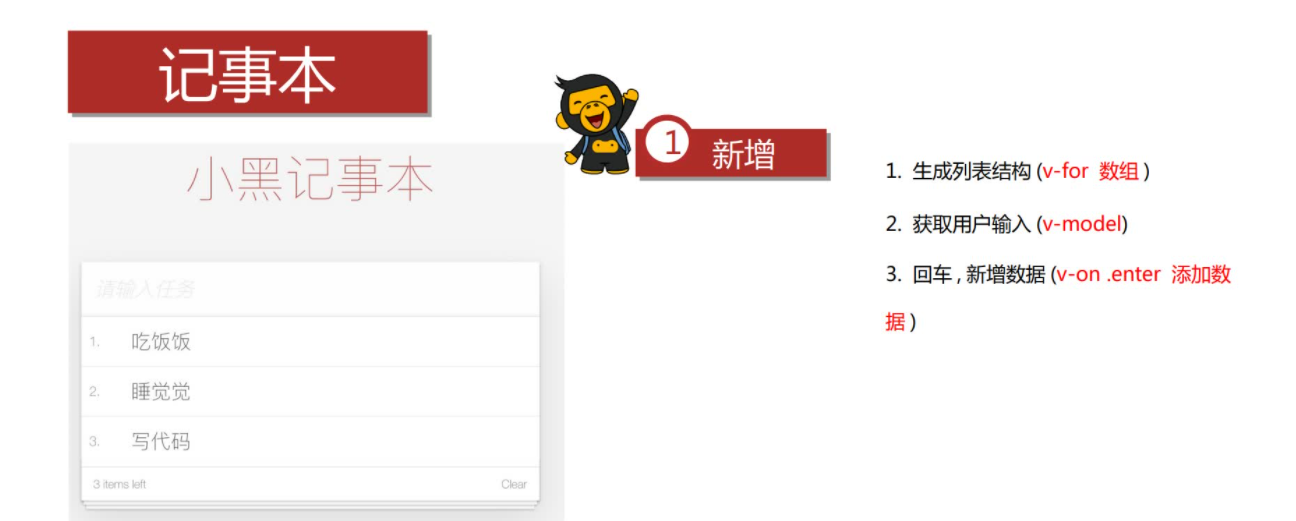 记事本
小黑记事本
请输入任务
1. 吃饭饭
2. 睡觉觉
3. 写代码
3 items left Clear
1 新增
1. 生成列表结构 (v-for 数组)
2. 获取用户输入 (v-model)
3. 回车,新增数据 (v-on .enter 添加数
据)